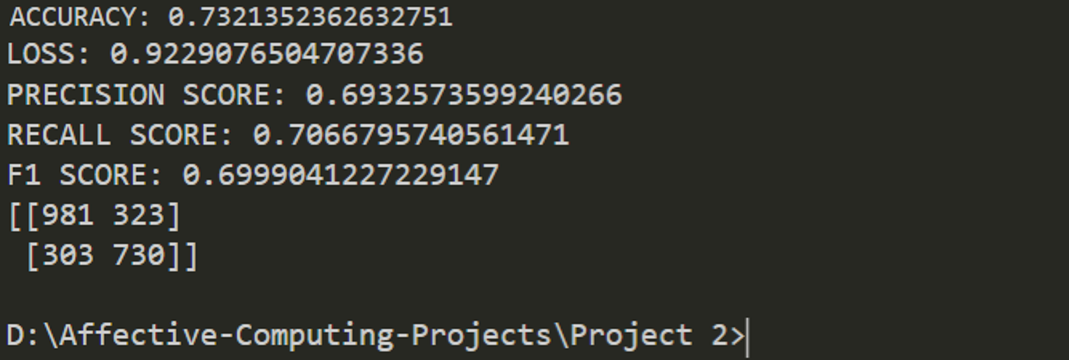 ACCURACY: 0.7321352362632751
LOSS: 0.9229076504707336
PRECISION SCORE: 0.6932573599240266
RECALL SCORE: 0.7066795740561471
F1 SCORE: 0.6999041227229147
[[981 323]
[303 730]]
D:\Affective-Computing-Projects\Project 2>